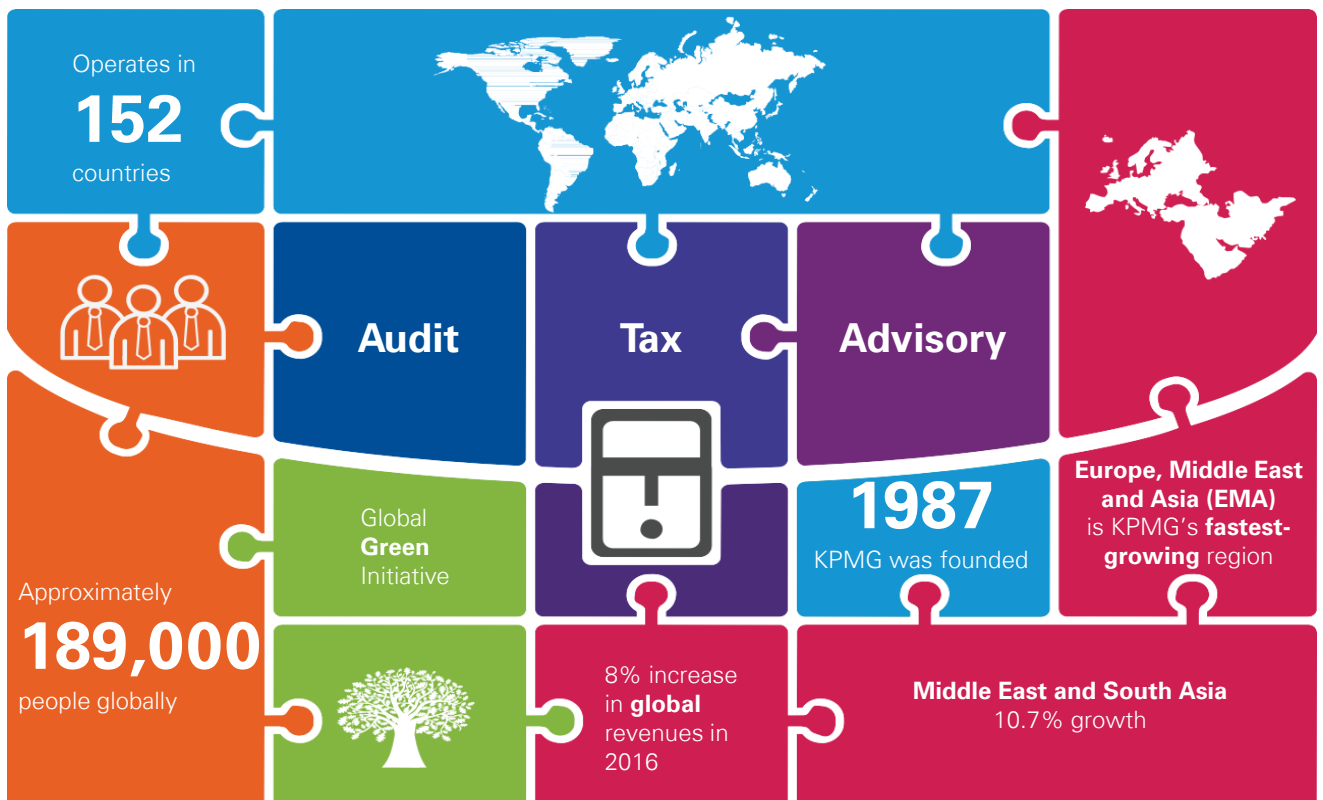 Operates in
152
countries
Audit
Tax
Advisory
Global
Green
Initiative
1987
KPMG was founded
Europe, Middle East
and Asia (EMA)
is KPMG's fastest-
growing region
Approximately
189,000
people globally
8% increase
in global
revenues in
2016
Middle East and South Asia
10.7% growth